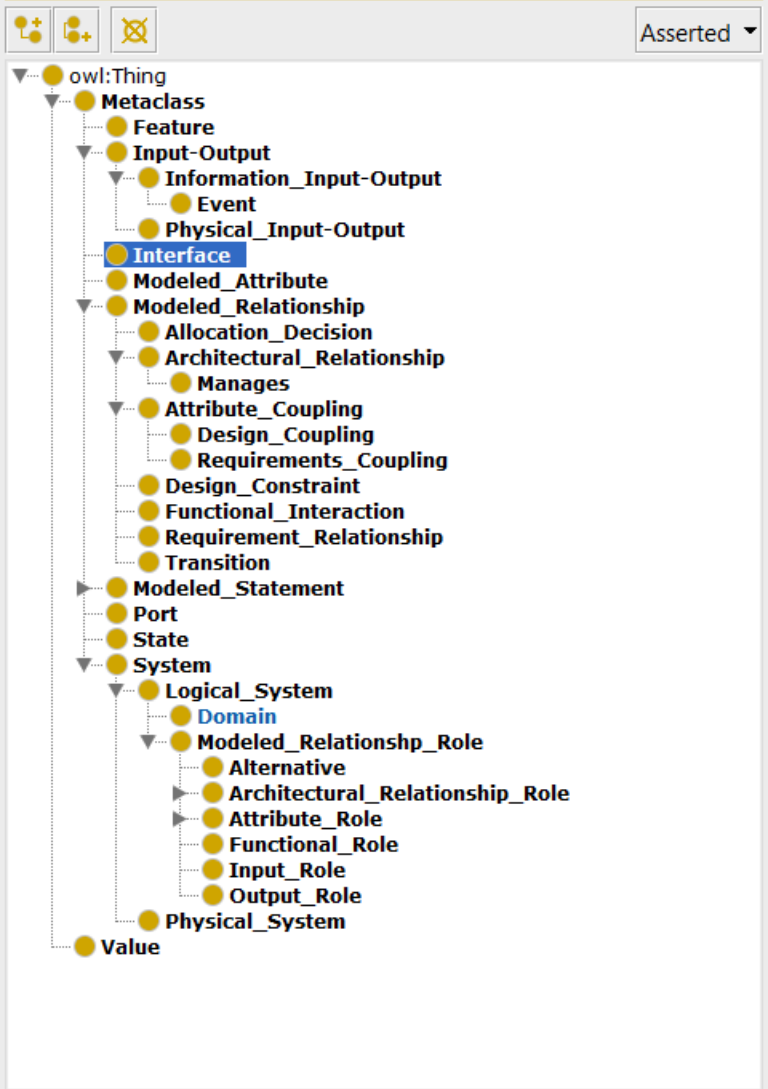 Asserted
owl:Thing
Metaclass
Feature
Input-Output
Information_Input-Output
Event
Physical_Input-Output
Interface
Modeled_Attribute
Modeled_Relationship
Allocation_Decision
Architectural_Relationship
Manages
Attribute_Coupling
Design_Coupling
Requirements_Coupling
Design_Constraint
Functional_Interaction
Requirement_Relationship
Transition
Modeled_Statement
Port
State
System
Logical_System
Domain
Modeled_Relationshp_Role
Alternative
Architectural_Relationship_Role
Attribute_Role
Functional_Role
Input_Role
Output_Role
Physical_System
Value